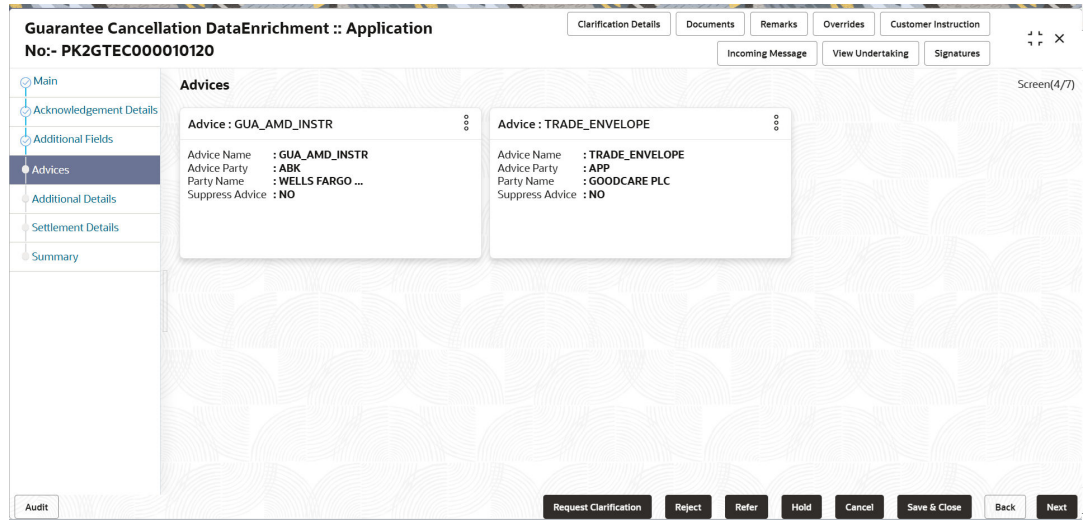 Guarantee Cancellation DataEnrichment :: Application
No:- PK2GTEC000010120
Clarification Details
Documents
Remarks
Overrides
Customer Instruction
Incoming Message
View Undertaking
Signatures
Main
Acknowledgement Details
Additional Fields
Advices
Additional Details
Settlement Details
Summary
Advices
Screen(4/7)
Advice : GUA_AMD_INSTR
Advice Name : GUA_AMD_INSTR
Advice Party : ABK
Party Name : WELLS FARGO ...
Suppress Advice : NO
Advice : TRADE_ENVELOPE
Advice Name : TRADE_ENVELOPE
Advice Party : APP
Party Name : GOODCARE PLC
Suppress Advice : NO
Audit
Request Clarification
Reject
Refer
Hold
Cancel
Save & Close
Back
Next